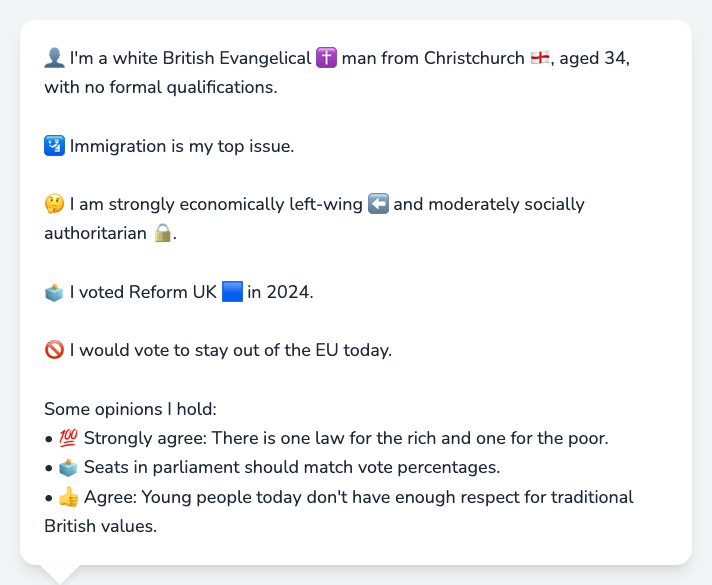 👤 I'm a white British Evangelical ✝️ man from Christchurch 🏴󠁧󠁢󠁥󠁮󠁧󠁿, aged 34,
with no formal qualifications.
🛂 Immigration is my top issue.
🤔 I am strongly economically left-wing ⬅️ and moderately socially
authoritarian 🔒.
🗳️ I voted Reform UK 🟦 in 2024.
🚫 I would vote to stay out of the EU today.
Some opinions I hold:
• 💯 Strongly agree: There is one law for the rich and one for the poor.
• 🗳️ Seats in parliament should match vote percentages.
• 👍 Agree: Young people today don't have enough respect for traditional
British values.